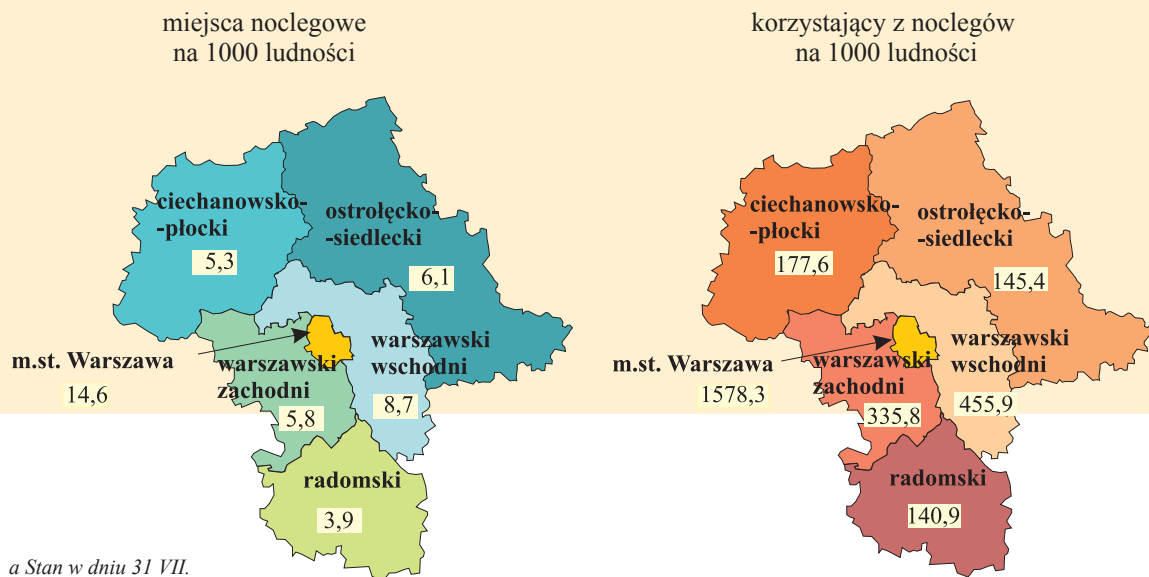 miejsca noclegowe
na 1000 ludności
ciechanowsko-
-płocki
5,3
ostrołęcko-
-siedlecki
6,1
m.st. Warszawa
14,6
warszawski
zachodni
5,8
warszawski
wschodni
8,7
radomski
3,9
korzystający z noclegów
na 1000 ludności
ciechanowsko-
-płocki
177,6
ostrołęcko-
-siedlecki
145,4
m.st. Warszawa
1578,3
warszawski
zachodni
335,8
warszawski
wschodni
455,9
radomski
140,9
a Stan w dniu 31 VII.